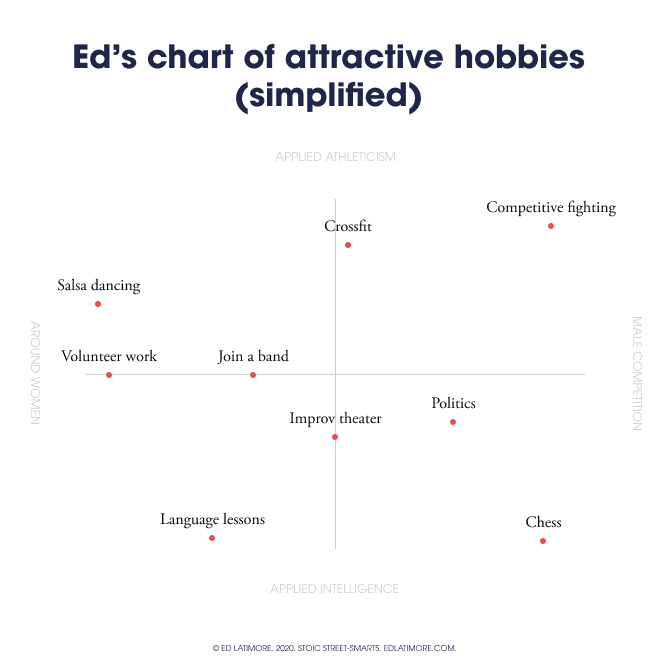 Ed’s chart of attractive hobbies
(simplified)
APPLIED ATHLETICISM
Competitive fighting
Crossfit
Salsa dancing
AROUND WOMEN
MALE COMPETITION
Volunteer work
Join a band
Politics
Improv theater
Language lessons
Chess
APPLIED INTELLIGENCE
© ED LATIMORE, 2020. STOIC STREET-SMARTS. EDLATIMORE.COM.